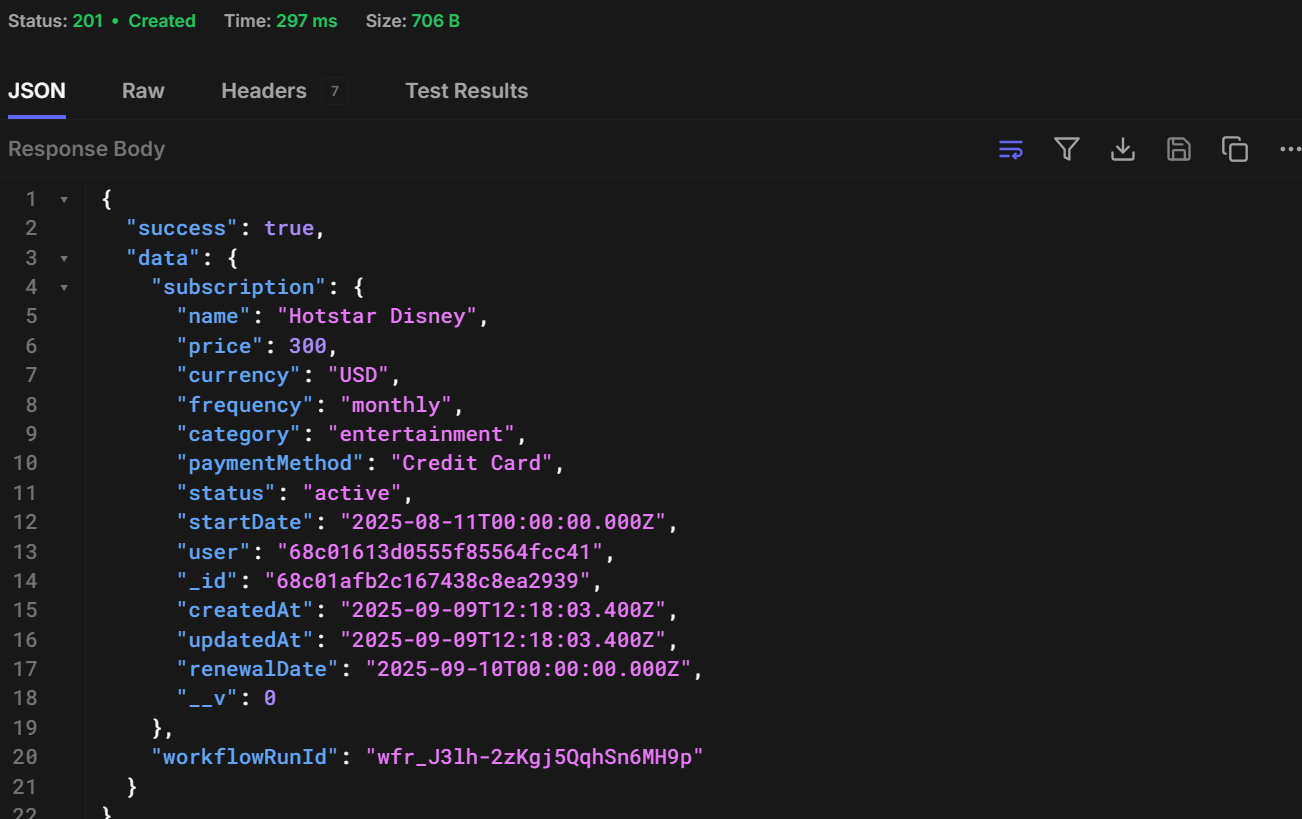 Status: 201 • Created Time: 297 ms Size: 706 B
JSON Raw Headers 7 Test Results
Response Body
1 {
2 "success": true,
3 "data": {
4 "subscription": {
5 "name": "Hotstar Disney",
6 "price": 300,
7 "currency": "USD",
8 "frequency": "monthly",
9 "category": "entertainment",
10 "paymentMethod": "Credit Card",
11 "status": "active",
12 "startDate": "2025-08-11T00:00:00.000Z",
13 "user": "68c01613d0555f85564fcc41",
14 "_id": "68c01afb2c167438c8ea2939",
15 "createdAt": "2025-09-09T12:18:03.400Z",
16 "updatedAt": "2025-09-09T12:18:03.400Z",
17 "renewalDate": "2025-09-10T00:00:00.000Z",
18 "__v": 0
19 },
20 "workflowRunId": "wfr_J3lh-2zKgj5QqhSn6MH9p"
21 }
22 }